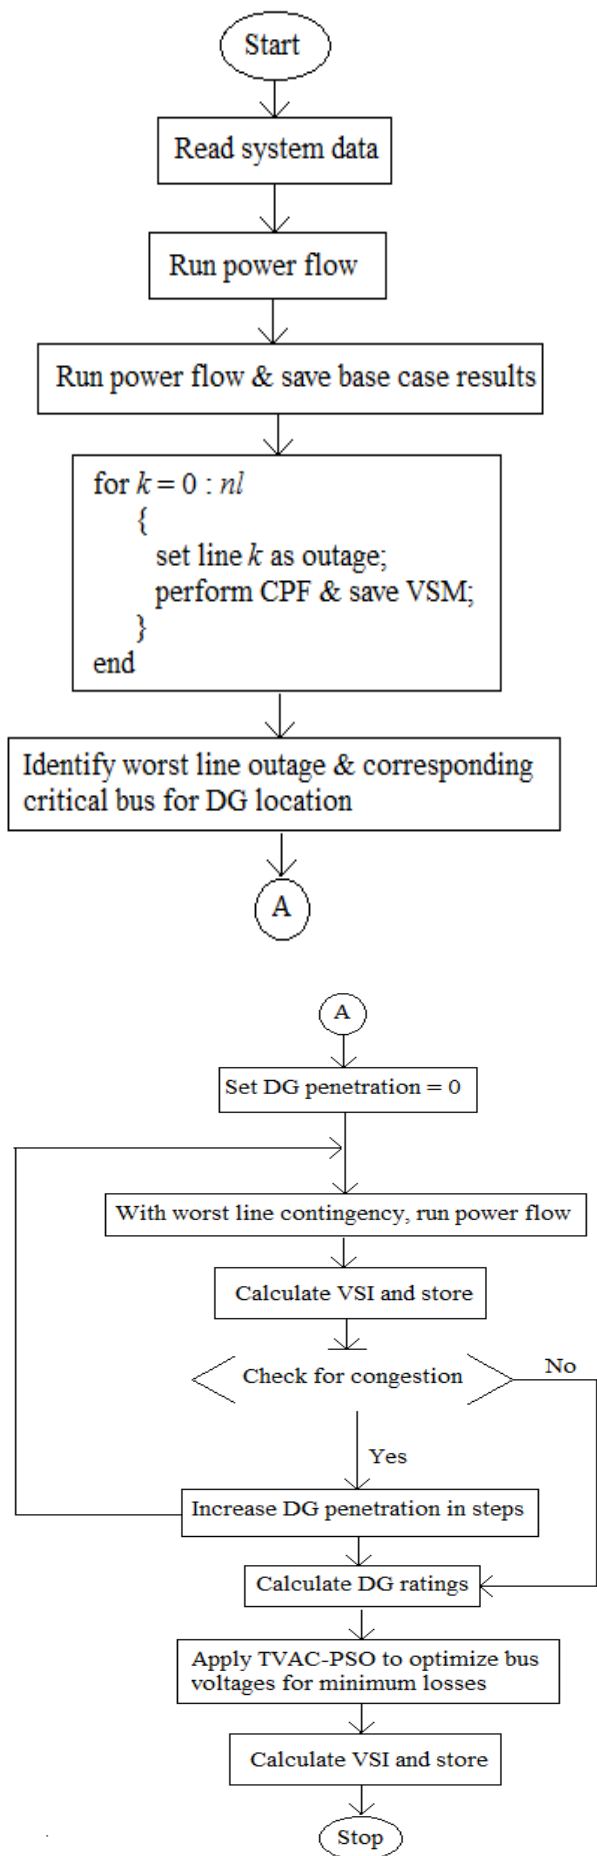 Start
Read system data
Run power flow
Run power flow & save base case results
for k = 0 : nl
{
set line k as outage;
perform CPF & save VSM;
}
end
Identify worst line outage & corresponding
critical bus for DG location
A
A
Set DG penetration = 0
With worst line contingency, run power flow
Calculate VSI and store
Check for congestion
No
Yes
Increase DG penetration in steps
Calculate DG ratings
Apply TVAC-PSO to optimize bus
voltages for minimum losses
Calculate VSI and store
Stop